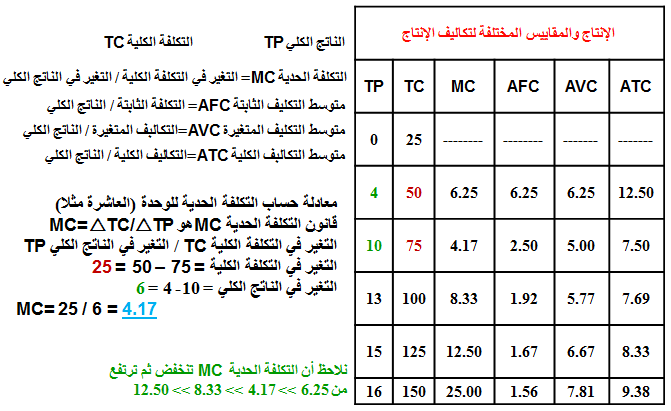 الناتج الكلي TP التكلفة الكلية TC
التكلفة الحدية MC= التغير في التكلفة الكلية / التغير في الناتج الكلي
متوسط التكليف الثابتة AFC= التكلفة الثابتة / الناتج الكلي
متوسط التكليف المتغيرة AVC=التكاليف المتغيرة / الناتج الكلي
متوسط التكاليف الكلية ATC=التكاليف الكلية / الناتج الكلي
معادلة حساب التكلفة الحدية للوحدة (العاشرة مثلا)
قانون التكلفة الحدية MC هو MC=△TC/△TP
التغير في التكلفة الكلية TC / التغير في الناتج الكلي TP
التغير في التكلفة الكلية = 75 – 50 = 25
التغير في الناتج الكلي = 10- 4 = 6
MC= 25 / 6 = 4.17
نلاحظ أن التكلفة الحدية MC تنخفض ثم ترتفع
من 6.25 >> 4.17 >> 8.33 >> 12.50
الإنتاج والمقاييس المختلفة لتكاليف الإنتاج
TP TC MC AFC AVC ATC
0 25 -------- -------- ------- --------
4 50 6.25 6.25 6.25 12.50
10 75 4.17 2.50 5.00 7.50
13 100 8.33 1.92 5.77 7.69
15 125 12.50 1.67 6.67 8.33
16 150 25.00 1.56 7.81 9.38